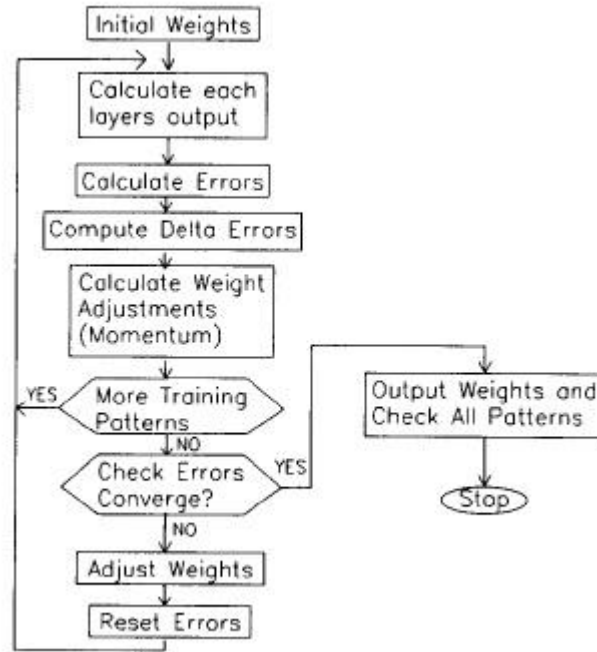 Initial Weights
Calculate each
layers output
Calculate Errors
Compute Delta Errors
Calculate Weight
Adjustments
(Momentum)
YES
More Training
Patterns
NO
Check Errors
Converge?
YES
Output Weights and
Check All Patterns
Stop
NO
Adjust Weights
Reset Errors